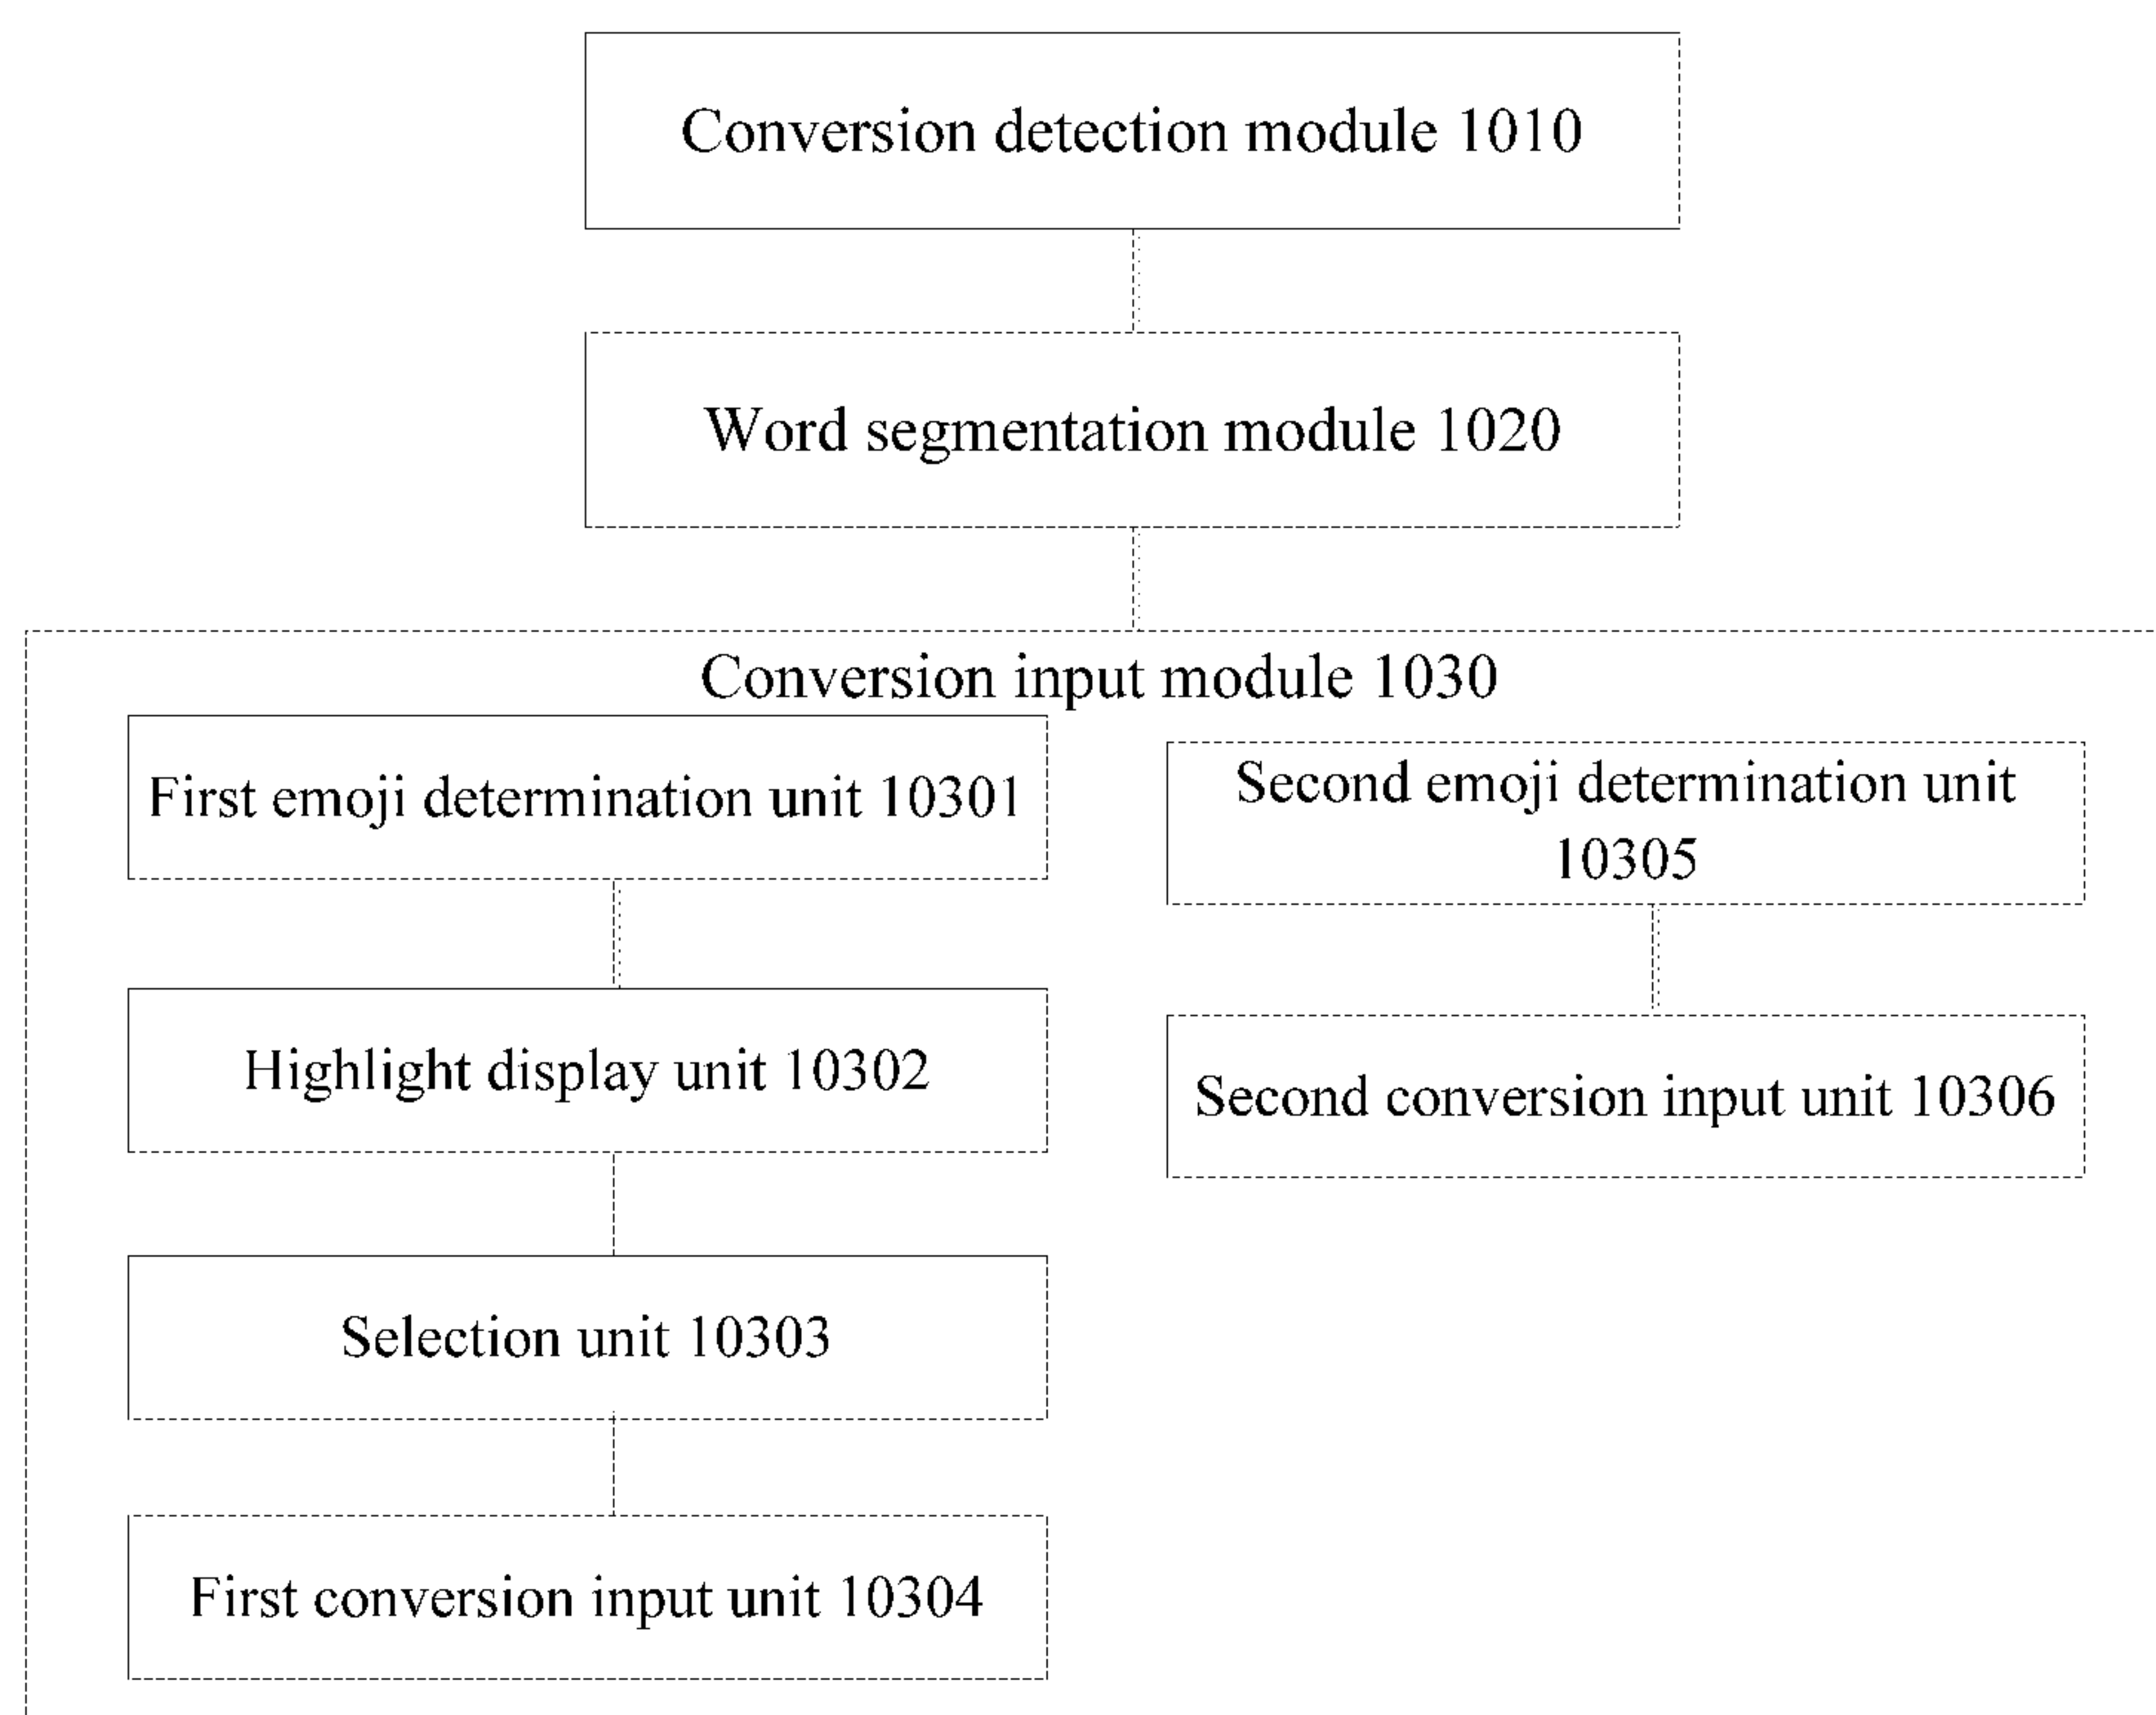 Conversion detection module 1010
Word segmentation module 1020
Conversion input module 1030
First emoji determination unit 10301
Highlight display unit 10302
Selection unit 10303
First conversion input unit 10304
Second emoji determination unit
10305
Second conversion input unit 10306